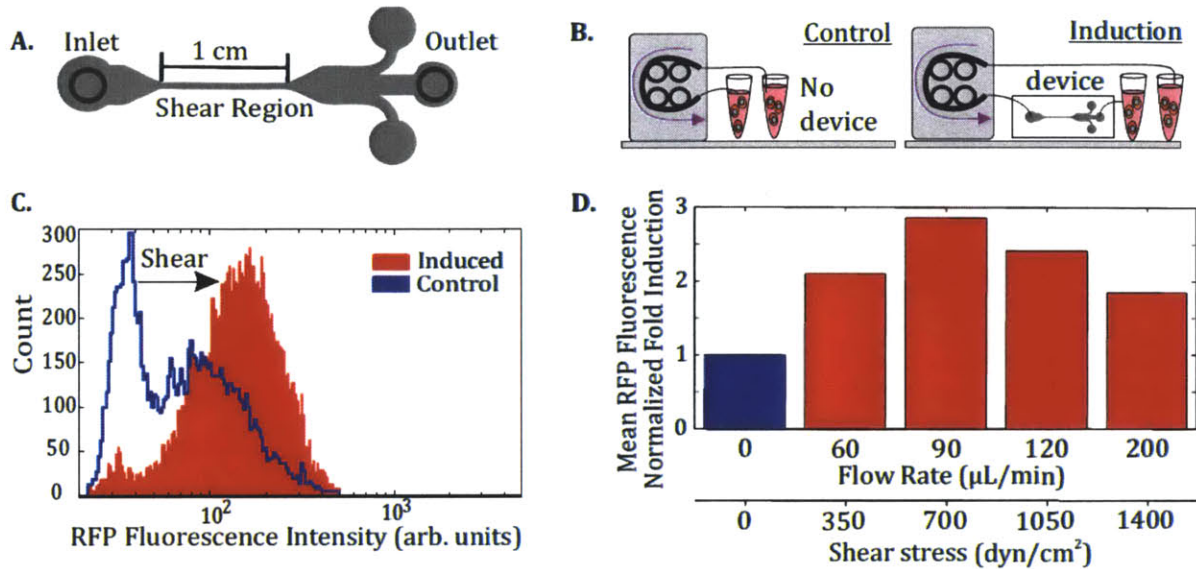 A.
Inlet
1 cm
Outlet
Shear Region
B.
Control
Induction
No
device
device
C.
300
250
200
150
100
50
0
Count
Shear
Induced
Control
10²
10³
RFP Fluorescence Intensity (arb. units)
D.
Mean RFP Fluorescence
Normalized Fold Induction
3
2
1
0
0 60 90 120 200
Flow Rate (μL/min)
0 350 700 1050 1400
Shear stress (dyn/cm²)